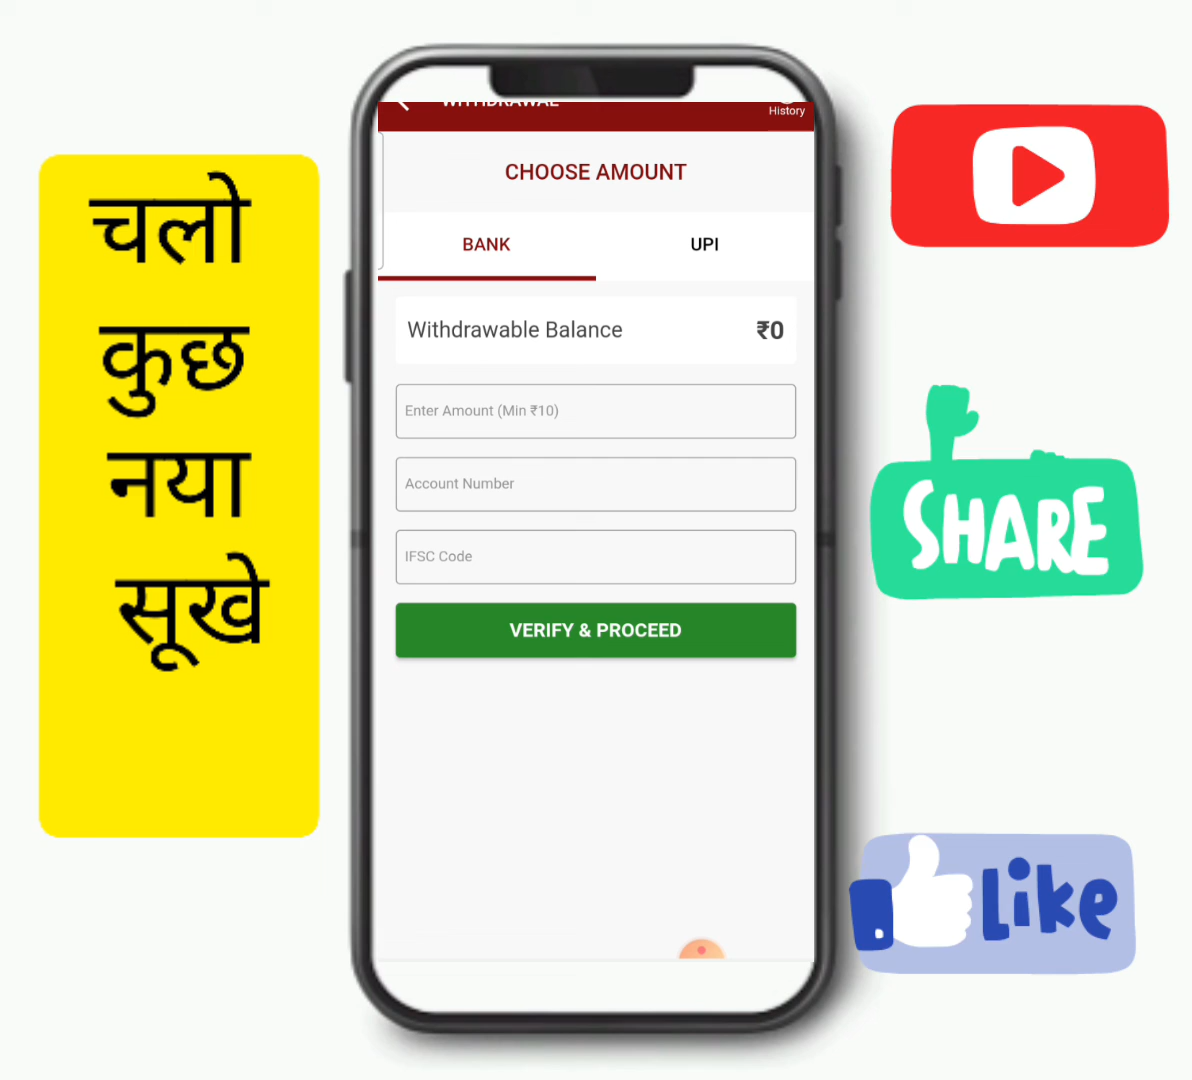 चलो
कुछ
नया
सूखे
WITHDRAWAL
History
CHOOSE AMOUNT
BANK
UPI
Withdrawable Balance
₹0
Enter Amount (Min ₹10)
Account Number
IFSC Code
VERIFY & PROCEED
SHARE
Like